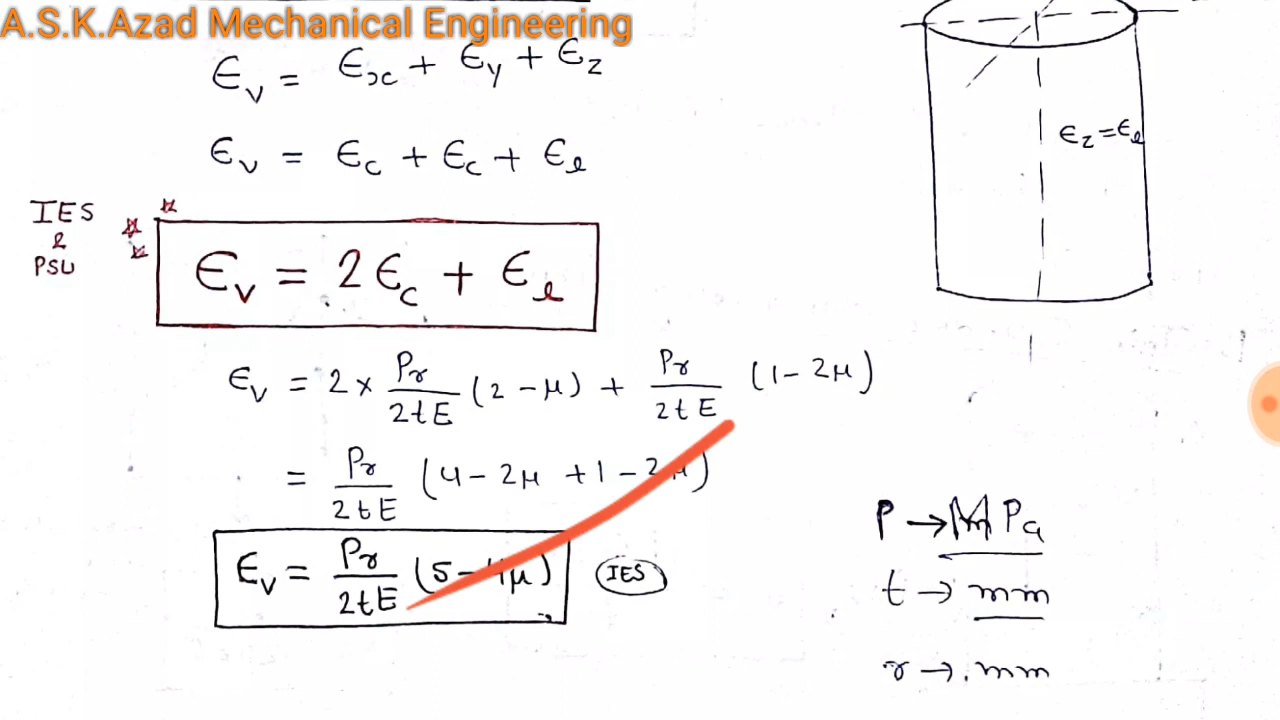 A.S.K.Azad Mechanical Engineering
ϵv = ϵx + ϵy + ϵz
ϵv = ϵc + ϵc + ϵl
ϵz = ϵl
IES
&
PSU
ϵv = 2ϵc + ϵl
ϵv = 2 × Pr/2tE (2 - μ) + Pr/2tE (1 - 2μ)
= Pr/2tE (4 - 2μ + 1 - 2μ)
ϵv = Pr/2tE (5 - 4μ)
IES
P → MPa
t → mm
r → mm